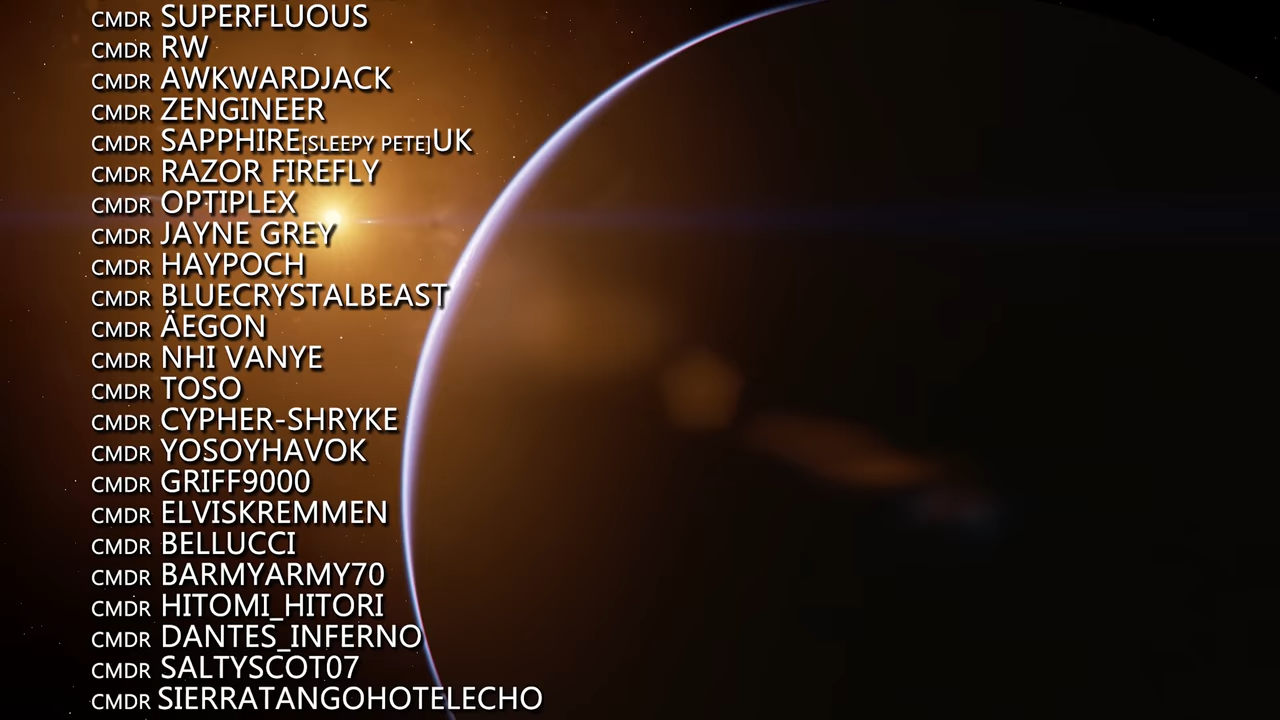 CMDR SUPERFLUOUS
CMDR RW
CMDR AWKWARDJACK
CMDR ZENGINEER
CMDR SAPPHIRE[SLEEPY PETE]UK
CMDR RAZOR FIREFLY
CMDR OPTIPLEX
CMDR JAYNE GREY
CMDR HAYPOCH
CMDR BLUECRYSTALBEAST
CMDR ÄEGON
CMDR NHI VANYE
CMDR TOSO
CMDR CYPHER-SHRYKE
CMDR YOSOYHAVOK
CMDR GRIFF9000
CMDR ELVISKREMMEN
CMDR BELLUCCI
CMDR BARMYARMY70
CMDR HITOMI_HITORI
CMDR DANTES_INFERNO
CMDR SALTYSCOT07
CMDR SIERRATANGOHOTELECHO